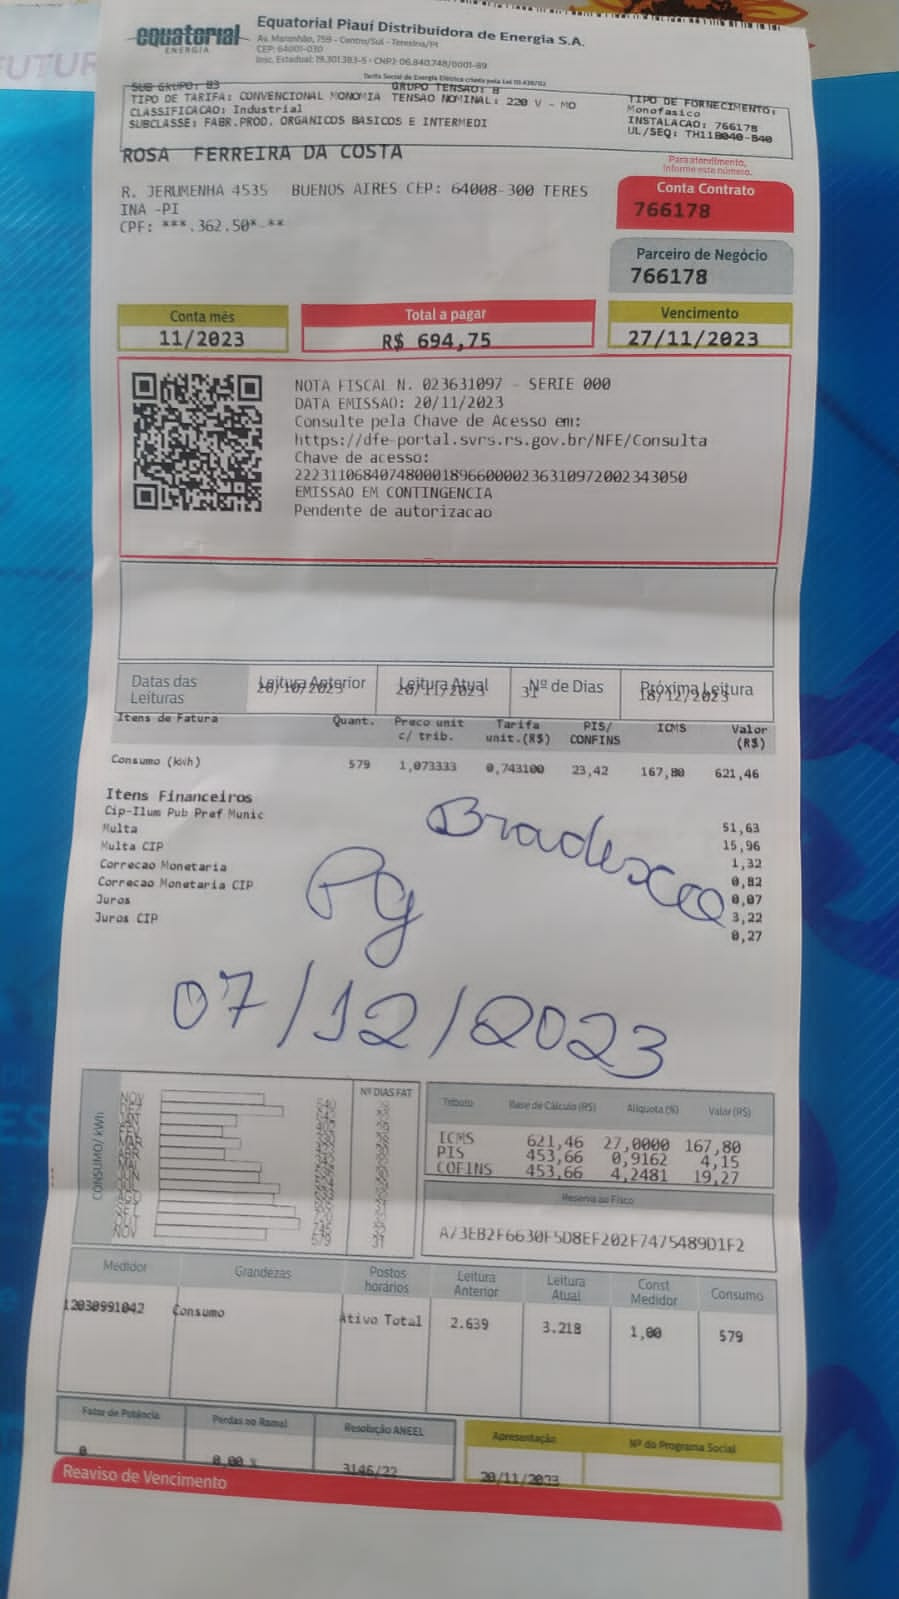 equatorial
ENERGIA
Equatorial Piauí Distribuidora de Energia S.A.
Av. Maranhão, 759 - Centro/Sul - Teresina/PI
CEP: 64001-030
Insc. Estadual: 19.301.383-5 - CNPJ: 06.840.748/0001-89
Tarifa Social de Energia Elétrica criada pela Lei 10.438/02
SUB GRUPO: B3 GRUPO TENSAO: B
TIPO DE TARIFA: CONVENCIONAL MONOMIA TENSAO NOMINAL: 220 V - MO
CLASSIFICACAO: Industrial
SUBCLASSE: FABR.PROD. ORGANICOS BASICOS E INTERMEDI
TIPO DE FORNECIMENTO:
Monofasico
INSTALACAO: 766178
UL/SEQ: TH11B040-840
ROSA FERREIRA DA COSTA
R. JERUMENHA 4535 BUENOS AIRES CEP: 64008-300 TERES
INA -PI
CPF: ***.362.50*-**
Para atendimento,
informe este número.
Conta Contrato
766178
Parceiro de Negócio
766178
Conta mês
11/2023
Total a pagar
R$ 694,75
Vencimento
27/11/2023
NOTA FISCAL N. 023631097 - SERIE 000
DATA EMISSAO: 20/11/2023
Consulte pela Chave de Acesso em:
https://dfe-portal.svrs.rs.gov.br/NFE/Consulta
Chave de acesso:
22231106840748000189660000236310972002343050
EMISSAO EM CONTINGENCIA
Pendente de autorizacao
Datas das Leituras
Leitura Anterior 20/10/2023
Leitura Atual 20/11/2023
Nº de Dias 31
Próxima Leitura 18/12/2023
Itens de Fatura Quant. Preco unit c/ trib. Tarifa unit.(R$) PIS/ CONFINS ICMS Valor (R$)
Consumo (kWh) 579 1,073333 0,743100 23,42 167,80 621,46
Itens Financeiros
Cip-Ilum Pub Pref Munic 51,63
Multa 15,96
Multa CIP 1,32
Correcao Monetaria 0,82
Correcao Monetaria CIP 0,07
Juros 3,22
Juros CIP 0,27
Bradesco
Pg
07/12/2023
CONSUMO/ kWh
Nº DIAS FAT
NOV
DEZ
JAN
FEV
MAR
ABR
MAI
JUN
JUL
AGO
SET
OUT
NOV 579 31
Tributo Base de Cálculo (R$) Alíquota (%) Valor (R$)
ICMS 621,46 27,0000 167,80
PIS 453,66 0,9162 4,15
COFINS 453,66 4,2481 19,27
Reserva ao Fisco
A73EB2F6630F5D8EF202F7475489D1F2
Medidor Grandezas Postos horários Leitura Anterior Leitura Atual Const Medidor Consumo
12030991042 Consumo Ativo Total 2.639 3.218 1,00 579
Fator de Potência
0
Perdas no Ramal
0,00 %
Resolução ANEEL
3146/22
Apresentação
20/11/2023
Nº do Programa Social
Reaviso de Vencimento